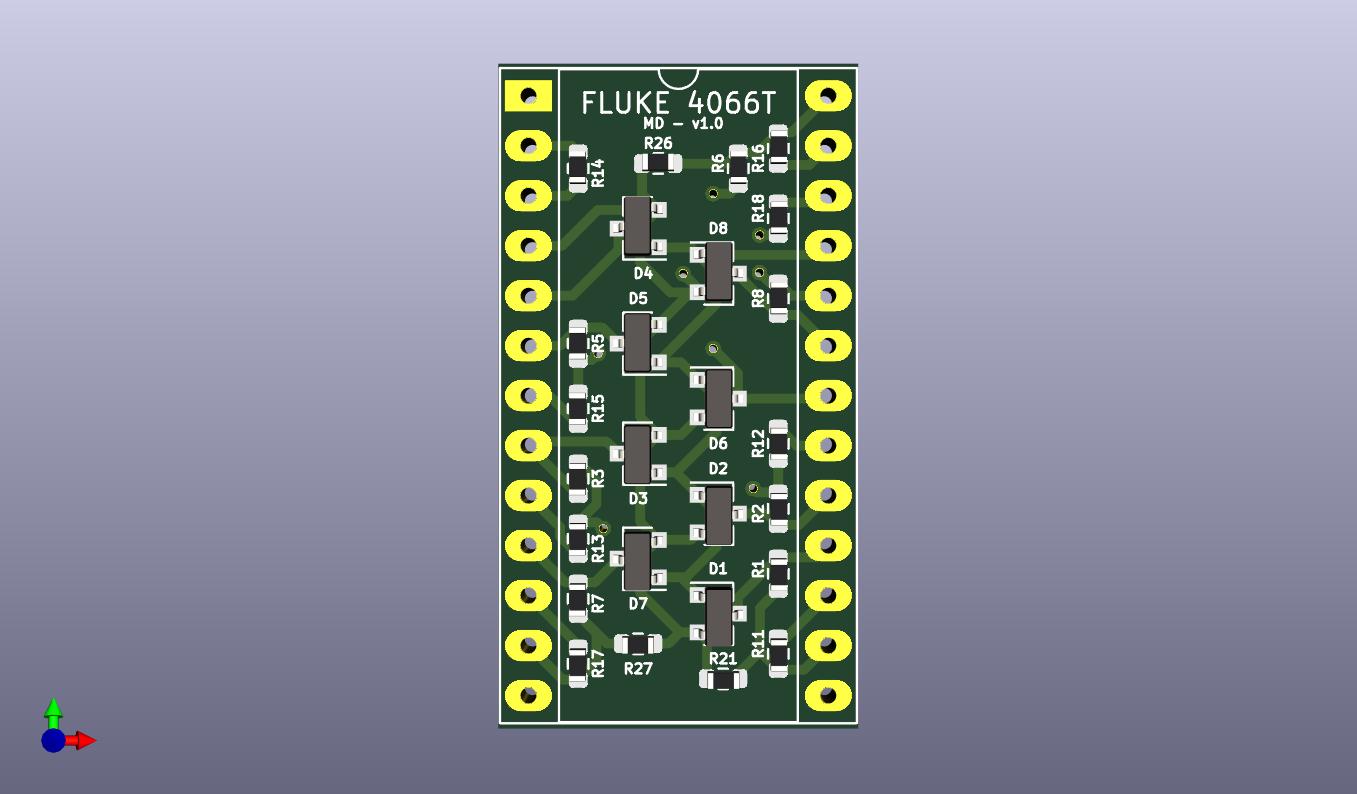 FLUKE 4066T
MD - v1.0
R26
R14
R6
R16
R18
D8
D4
D5
R8
R5
R15
D6
R12
D2
R3
D3
R2
R13
D1
R1
R7
D7
R11
R17
R27
R21